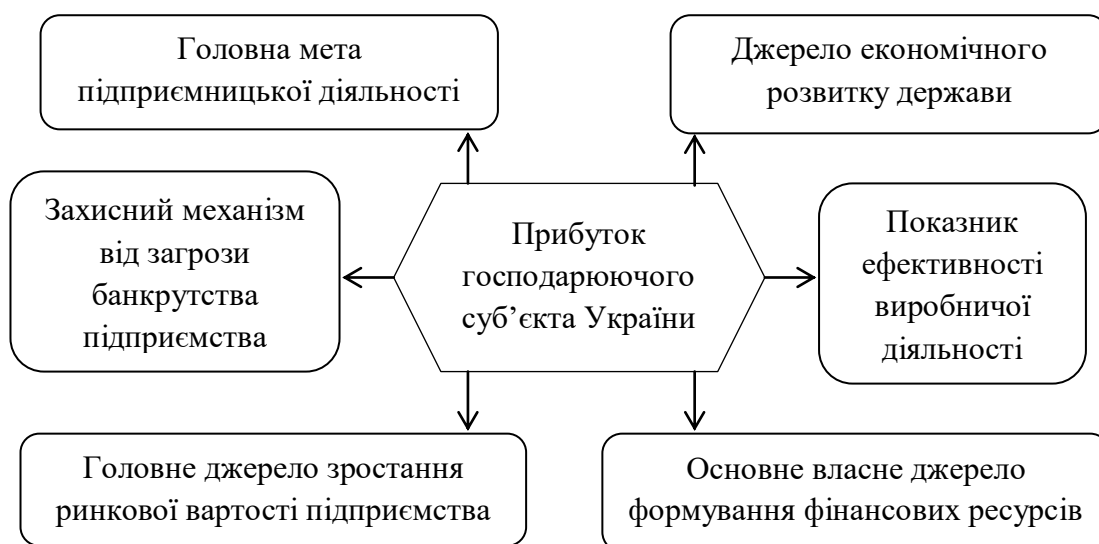 Головна мета
підприємницької діяльності
Джерело економічного
розвитку держави
Захисний механізм
від загрози
банкрутства
підприємства
Прибуток
господарюючого
суб’єкта України
Показник
ефективності
виробничої
діяльності
Головне джерело зростання
ринкової вартості підприємства
Основне власне джерело
формування фінансових ресурсів